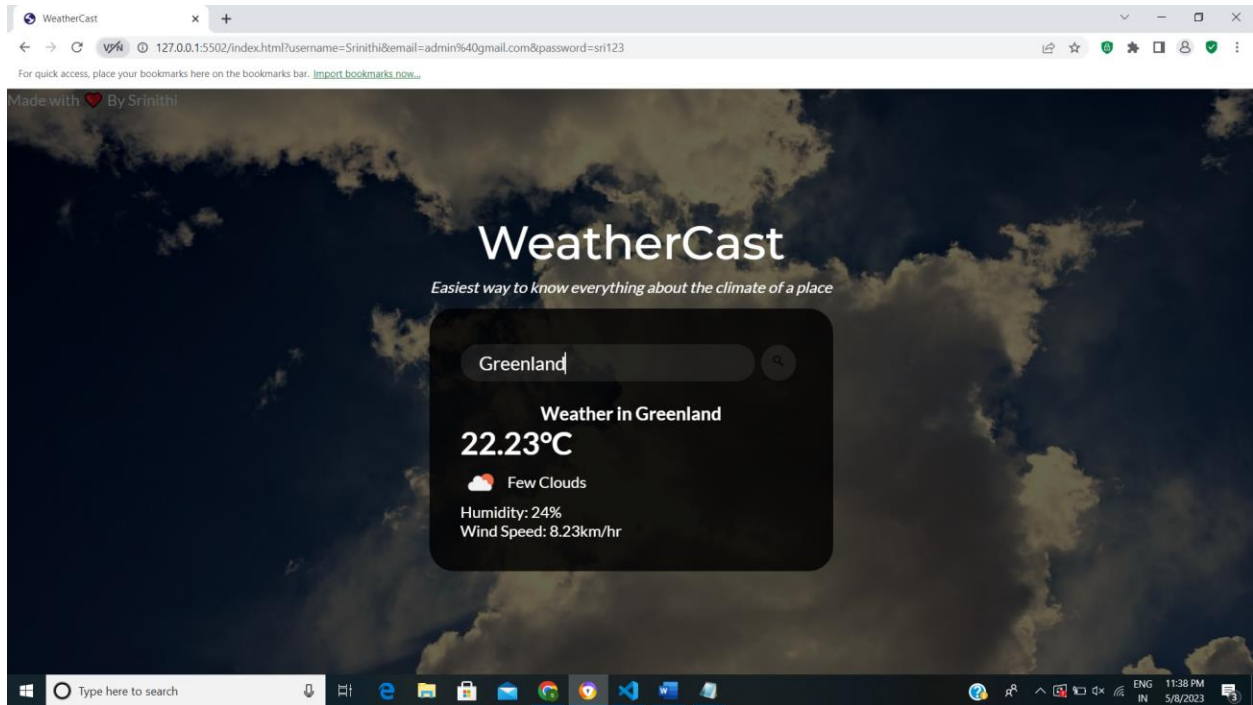 WeatherCast
VPN 127.0.0.1:5502/index.html?username=Srinithi&email=admin%40gmail.com&password=sri123
For quick access, place your bookmarks here on the bookmarks bar. Import bookmarks now...
Made with ❤ By Srinithi
WeatherCast
Easiest way to know everything about the climate of a place
Greenland
Weather in Greenland
22.23°C
Few Clouds
Humidity: 24%
Wind Speed: 8.23km/hr
Type here to search
ENG 11:38 PM
IN 5/8/2023
3